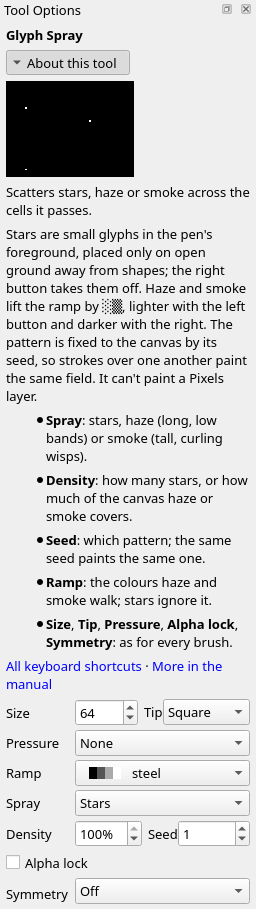 Tool Options
Glyph Spray
About this tool
Scatters stars, haze or smoke across the
cells it passes.
Stars are small glyphs in the pen's
foreground, placed only on open
ground away from shapes; the right
button takes them off. Haze and smoke
lift the ramp by ░▒▓, lighter with the left
button and darker with the right. The
pattern is fixed to the canvas by its
seed, so strokes over one another paint
the same field. It can't paint a Pixels
layer.
● Spray: stars, haze (long, low
bands) or smoke (tall, curling
wisps).
● Density: how many stars, or how
much of the canvas haze or
smoke covers.
● Seed: which pattern; the same
seed paints the same one.
● Ramp: the colours haze and
smoke walk; stars ignore it.
● Size, Tip, Pressure, Alpha lock,
Symmetry: as for every brush.
All keyboard shortcuts · More in the
manual
Size 64 Tip Square
Pressure None
Ramp steel
Spray Stars
Density 100% Seed 1
Alpha lock
Symmetry Off